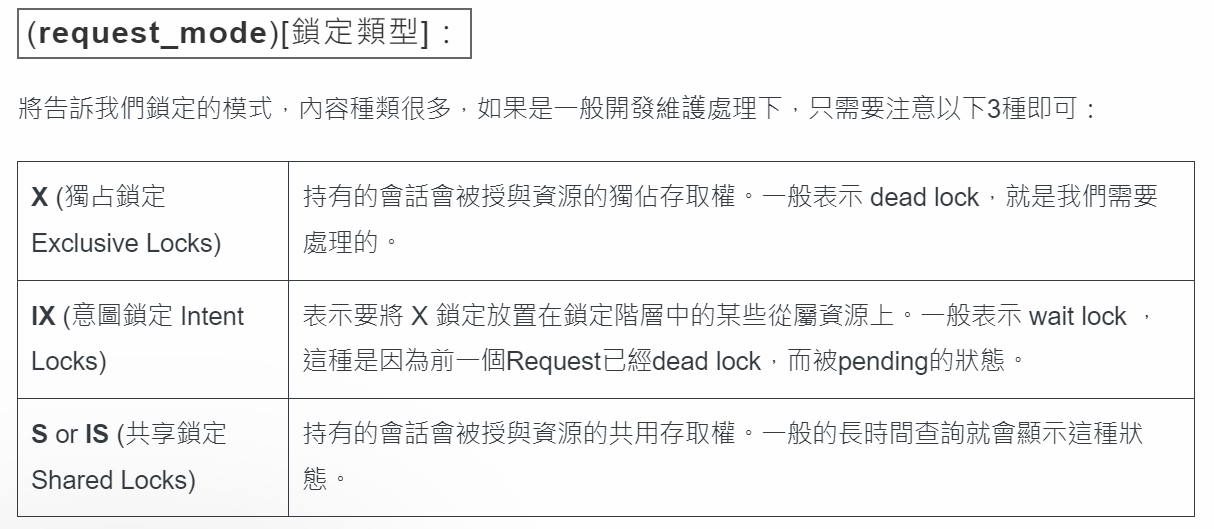 (request_mode)[鎖定類型]：
將告訴我們鎖定的模式，內容種類很多，如果是一般開發維護處理下，只需要注意以下3種即可：
X (獨占鎖定
Exclusive Locks)
持有的會話會被授與資源的獨佔存取權。一般表示 dead lock，就是我們需要
處理的。
IX (意圖鎖定 Intent
Locks)
表示要將 X 鎖定放置在鎖定階層中的某些從屬資源上。一般表示 wait lock ，
這種是因為前一個Request已經dead lock，而被pending的狀態。
S or IS (共享鎖定
Shared Locks)
持有的會話會被授與資源的共用存取權。一般的長時間查詢就會顯示這種狀
態。